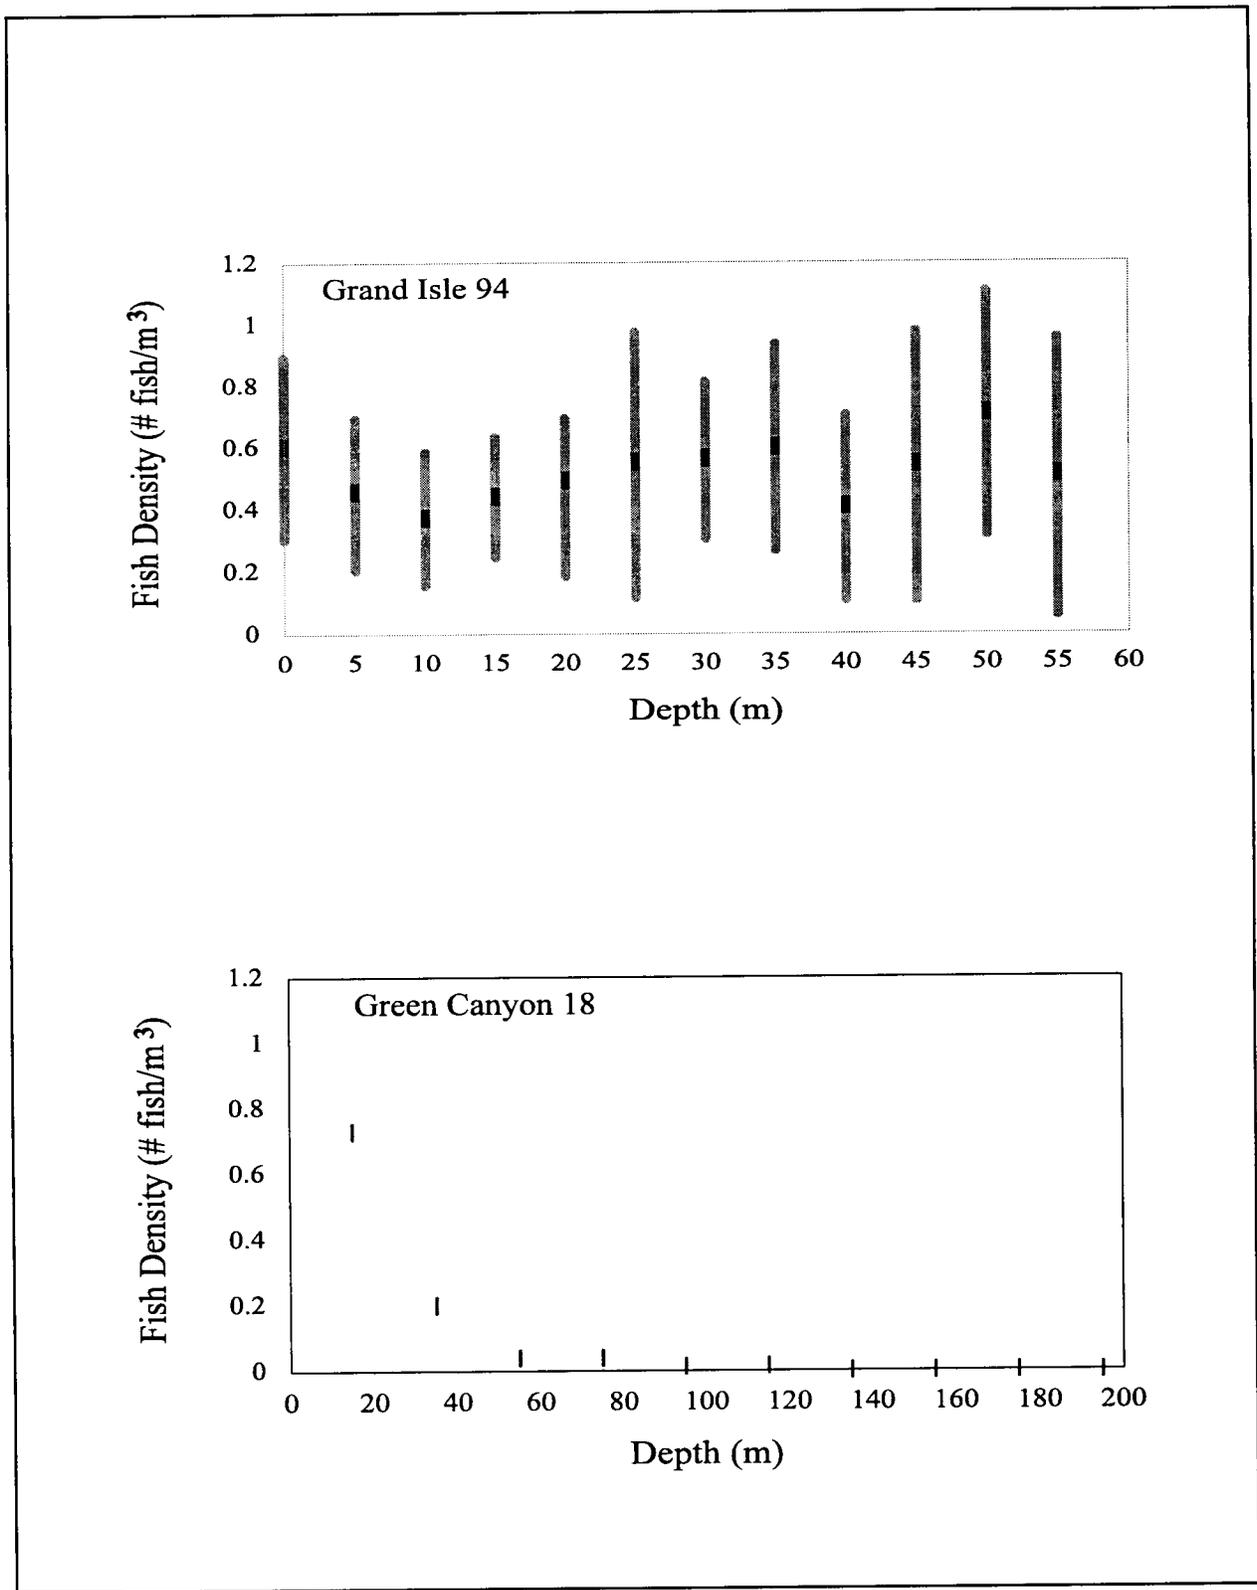 Grand Isle 94
Fish Density (# fish/m³)
1.2
1
0.8
0.6
0.4
0.2
0
0 5 10 15 20 25 30 35 40 45 50 55 60
Depth (m)
Green Canyon 18
Fish Density (# fish/m³)
1.2
1
0.8
0.6
0.4
0.2
0
0 20 40 60 80 100 120 140 160 180 200
Depth (m)